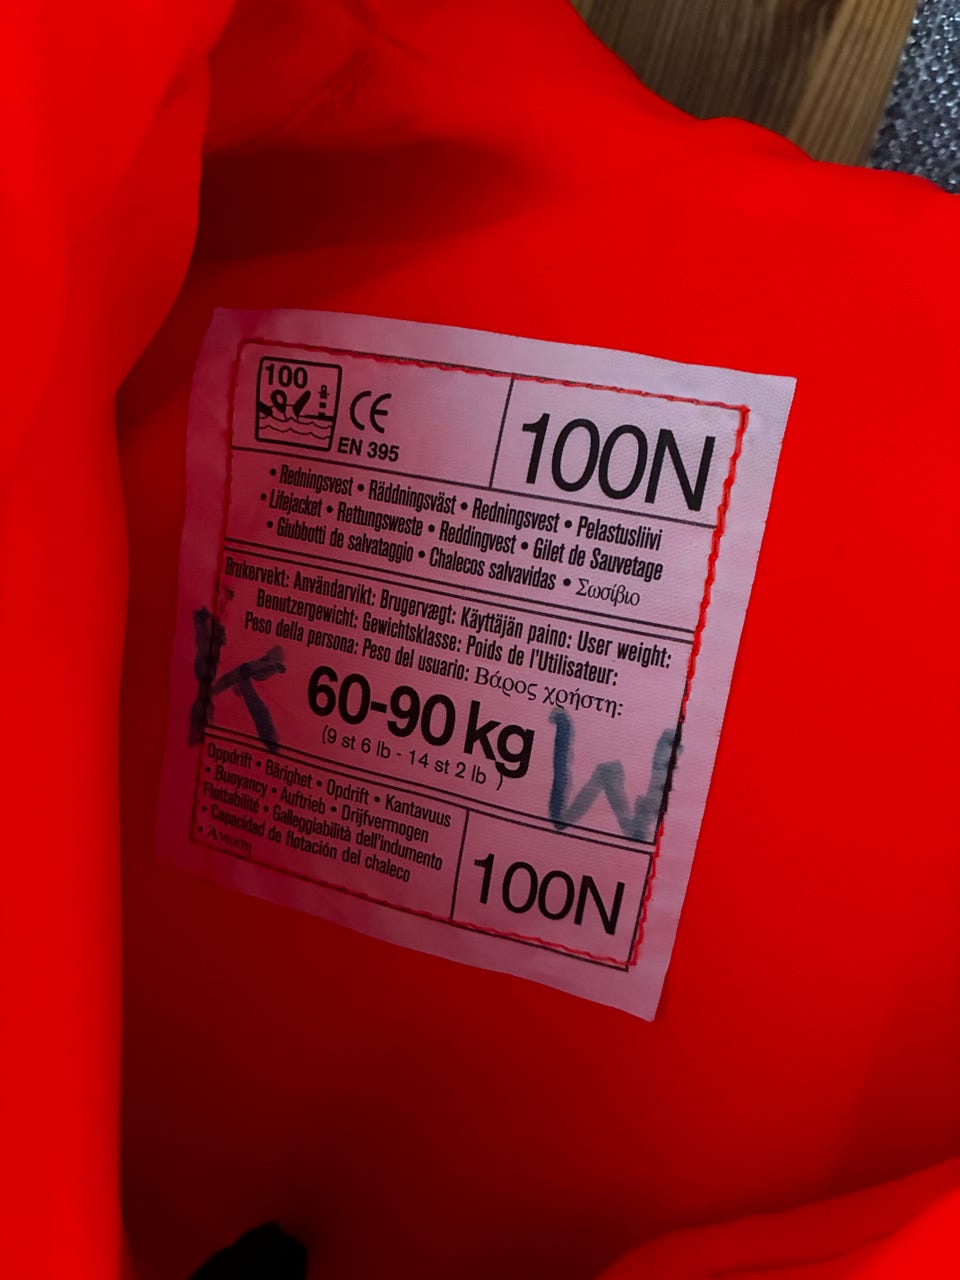 100
CE
EN 395
100N
• Redningsvest • Räddningsväst • Redningsvest • Pelastusliivi
• Lifejacket • Rettungsweste • Reddingvest • Gilet de Sauvetage
• Giubbotti de salvataggio • Chalecos salvavidas • Σωσίβιο
Brukervekt: Användarvikt: Brugervægt: Käyttäjän paino: User weight:
Benutzergewicht: Gewichtsklasse: Poids de l'Utilisateur:
Peso della persona: Peso del usuario: Βάρος χρήστη:
K W
60-90 kg
(9 st 6 lb - 14 st 2 lb )
Oppdrift • Bärighet • Opdrift • Kantavuus
• Buoyancy • Auftrieb • Drijfvermogen
Flottabilité • Galleggiabilità dell'indumento
• Capacidad de flotación del chaleco
• Άνωση
100N